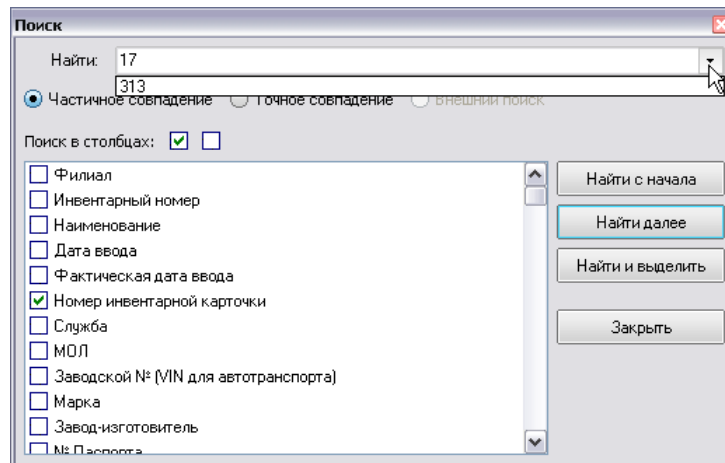 Поиск
Найти: 17
313
Частичное совпадение Точное совпадение Внешний поиск
Поиск в столбцах:
Филиал
Инвентарный номер
Наименование
Дата ввода
Фактическая дата ввода
Номер инвентарной карточки
Служба
МОЛ
Заводской № (VIN для автотранспорта)
Марка
Завод-изготовитель
№ Паспорта
Найти с начала
Найти далее
Найти и выделить
Закрыть